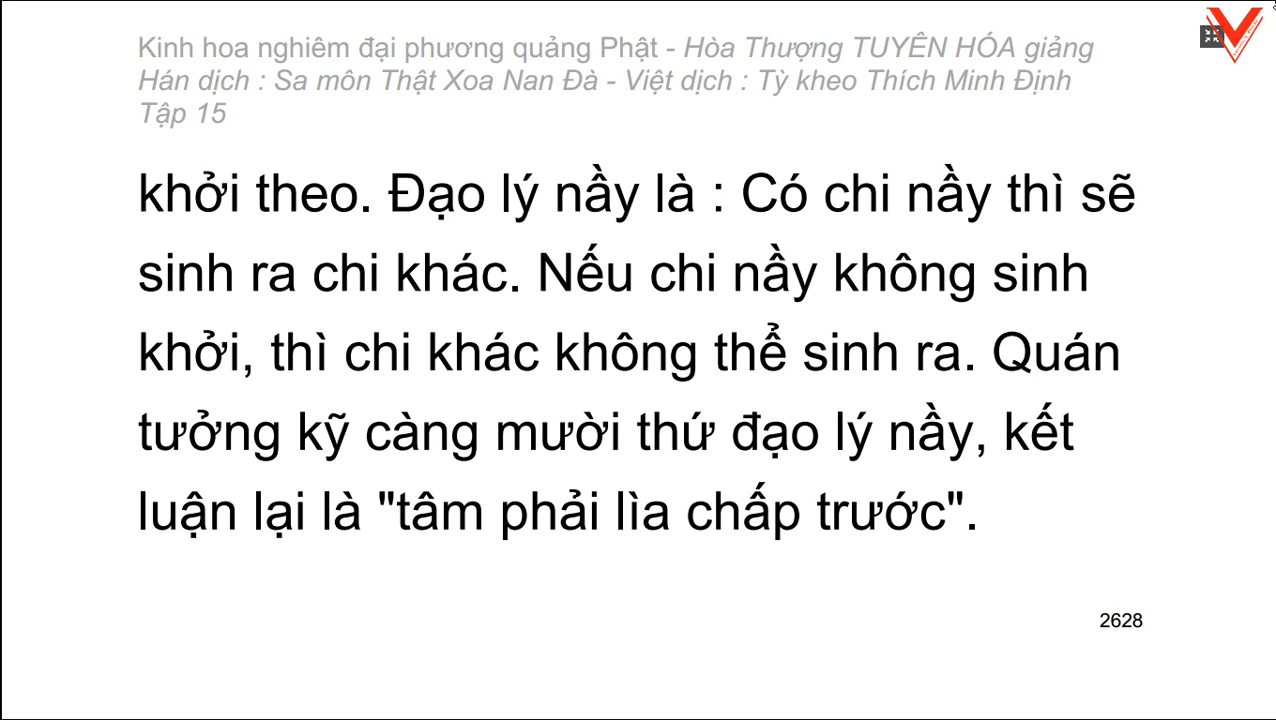 Kinh hoa nghiêm đại phương quảng Phật - Hòa Thượng TUYÊN HÓA giảng
Hán dịch : Sa môn Thật Xoa Nan Đà - Việt dịch : Tỳ kheo Thích Minh Định
Tập 15
khởi theo. Đạo lý nầy là : Có chi nầy thì sẽ
sinh ra chi khác. Nếu chi nầy không sinh
khởi, thì chi khác không thể sinh ra. Quán
tưởng kỹ càng mười thứ đạo lý nầy, kết
luận lại là "tâm phải lìa chấp trước".
2628